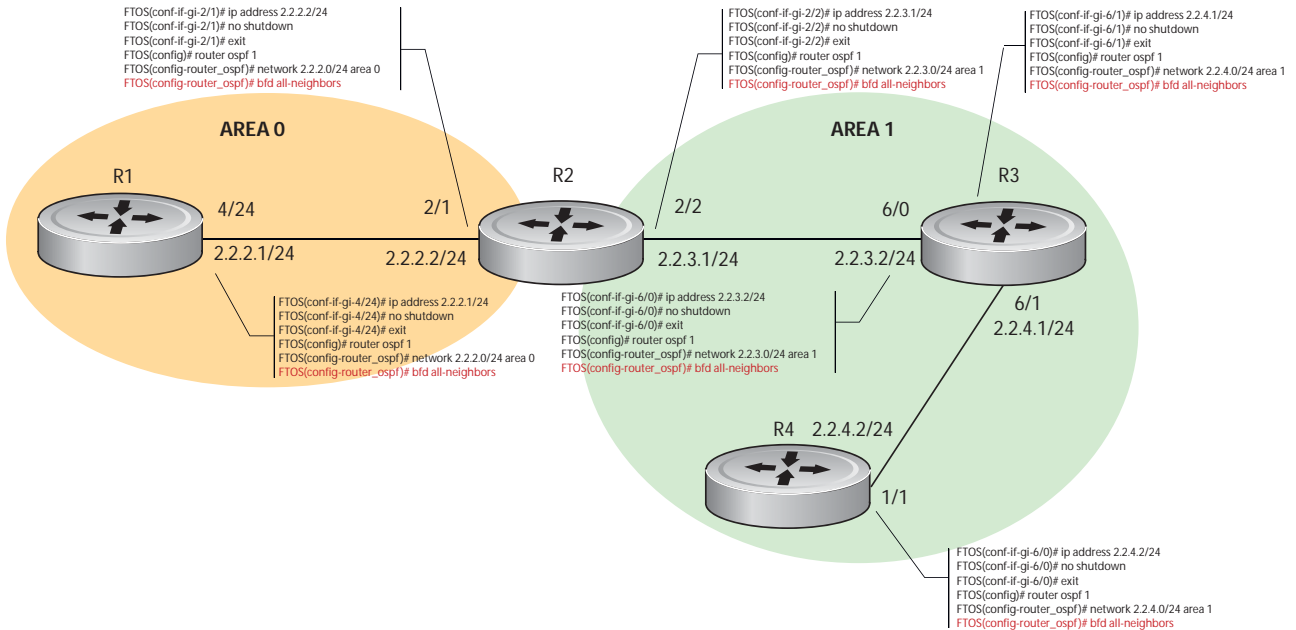 FTOS(conf-if-gi-2/1)# ip address 2.2.2.2/24
FTOS(conf-if-gi-2/1)# no shutdown
FTOS(conf-if-gi-2/1)# exit
FTOS(config)# router ospf 1
FTOS(config-router_ospf)# network 2.2.2.0/24 area 0
FTOS(config-router_ospf)# bfd all-neighbors
FTOS(conf-if-gi-2/2)# ip address 2.2.3.1/24
FTOS(conf-if-gi-2/2)# no shutdown
FTOS(conf-if-gi-2/2)# exit
FTOS(config)# router ospf 1
FTOS(config-router_ospf)# network 2.2.3.0/24 area 1
FTOS(config-router_ospf)# bfd all-neighbors
FTOS(conf-if-gi-6/1)# ip address 2.2.4.1/24
FTOS(conf-if-gi-6/1)# no shutdown
FTOS(conf-if-gi-6/1)# exit
FTOS(config)# router ospf 1
FTOS(config-router_ospf)# network 2.2.4.0/24 area 1
FTOS(config-router_ospf)# bfd all-neighbors
AREA 0
AREA 1
R1
R2
R3
4/24
2/1
2/2
6/0
2.2.2.1/24
2.2.2.2/24
2.2.3.1/24
2.2.3.2/24
6/1
2.2.4.1/24
FTOS(conf-if-gi-4/24)# ip address 2.2.2.1/24
FTOS(conf-if-gi-4/24)# no shutdown
FTOS(conf-if-gi-4/24)# exit
FTOS(config)# router ospf 1
FTOS(config-router_ospf)# network 2.2.2.0/24 area 0
FTOS(config-router_ospf)# bfd all-neighbors
FTOS(conf-if-gi-6/0)# ip address 2.2.3.2/24
FTOS(conf-if-gi-6/0)# no shutdown
FTOS(conf-if-gi-6/0)# exit
FTOS(config)# router ospf 1
FTOS(config-router_ospf)# network 2.2.3.0/24 area 1
FTOS(config-router_ospf)# bfd all-neighbors
R4
2.2.4.2/24
1/1
FTOS(conf-if-gi-6/0)# ip address 2.2.4.2/24
FTOS(conf-if-gi-6/0)# no shutdown
FTOS(conf-if-gi-6/0)# exit
FTOS(config)# router ospf 1
FTOS(config-router_ospf)# network 2.2.4.0/24 area 1
FTOS(config-router_ospf)# bfd all-neighbors